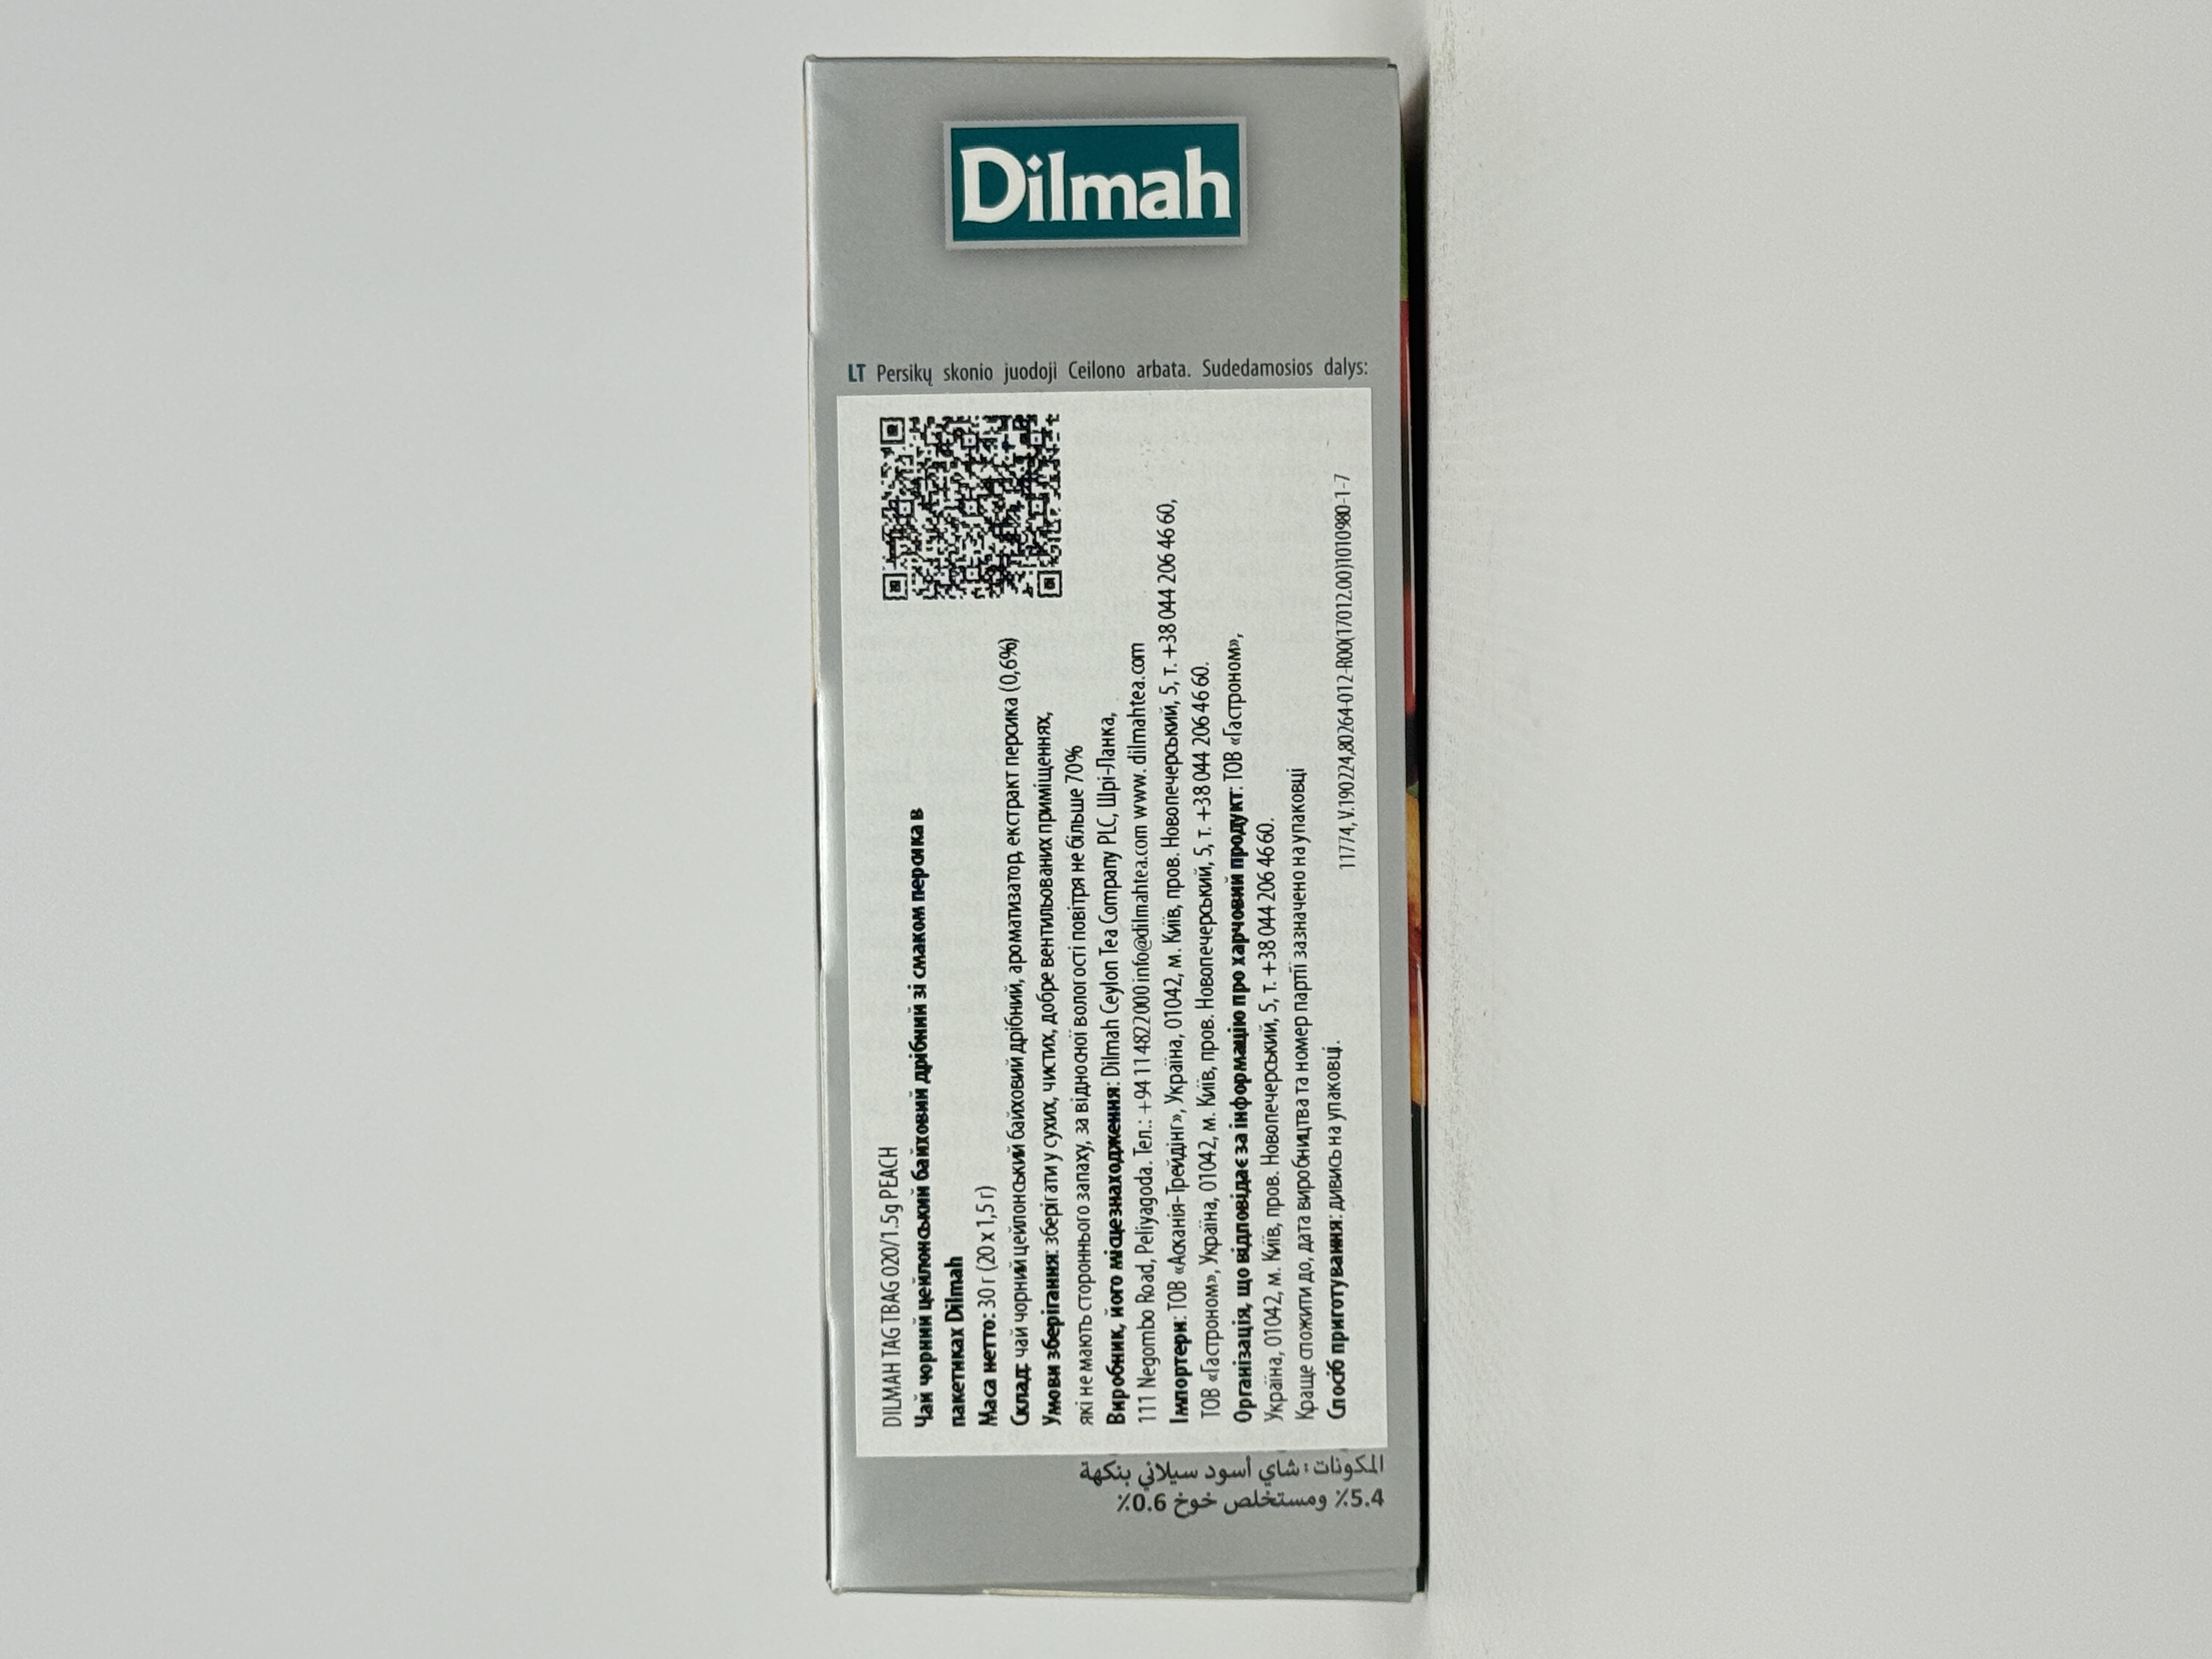 Dilmah
LT Persikų skonio juodoji Ceilono arbata. Sudedamosios dalys:
DILMAH TAG TBAG 020/1.5g PEACH
Чай чорний цейлонський байховий дрібний зі смаком персика в
пакетиках Dilmah
Маса нетто: 30 г (20 х 1,5 г)
Склад: чай чорний цейлонський байховий дрібний, ароматизатор, екстракт персика (0,6%)
Умови зберігання: зберігати у сухих, чистих, добре вентильованих приміщеннях,
які не мають стороннього запаху, за відносної вологості повітря не більше 70%
Виробник, його місцезнаходження: Dilmah Ceylon Tea Company PLC, Шрі-Ланка,
111 Negombo Road, Peliyagoda. Тел.: +94 11 4822000 info@dilmahtea.com www.dilmahtea.com
Імпортери: ТОВ «Асканія-Трейдінг», Україна, 01042, м. Київ, пров. Новопечерський, 5, т. +38 044 206 46 60,
ТОВ «Гастроном», Україна, 01042, м. Київ, пров. Новопечерський, 5, т. +38 044 206 46 60.
Організація, що відповідає за інформацію про харчовий продукт: ТОВ «Гастроном»,
Україна, 01042, м. Київ, пров. Новопечерський, 5, т. +38 044 206 46 60.
Краще спожити до, дата виробництва та номер партії зазначено на упаковці
Спосіб приготування: дивись на упаковці.
11774, V.190224,80264-012-R00(17012.00)1010980-1-7
المكونات: شاي أسود سيلاني بنكهة
5.4٪ ومستخلص خوخ 0.6٪